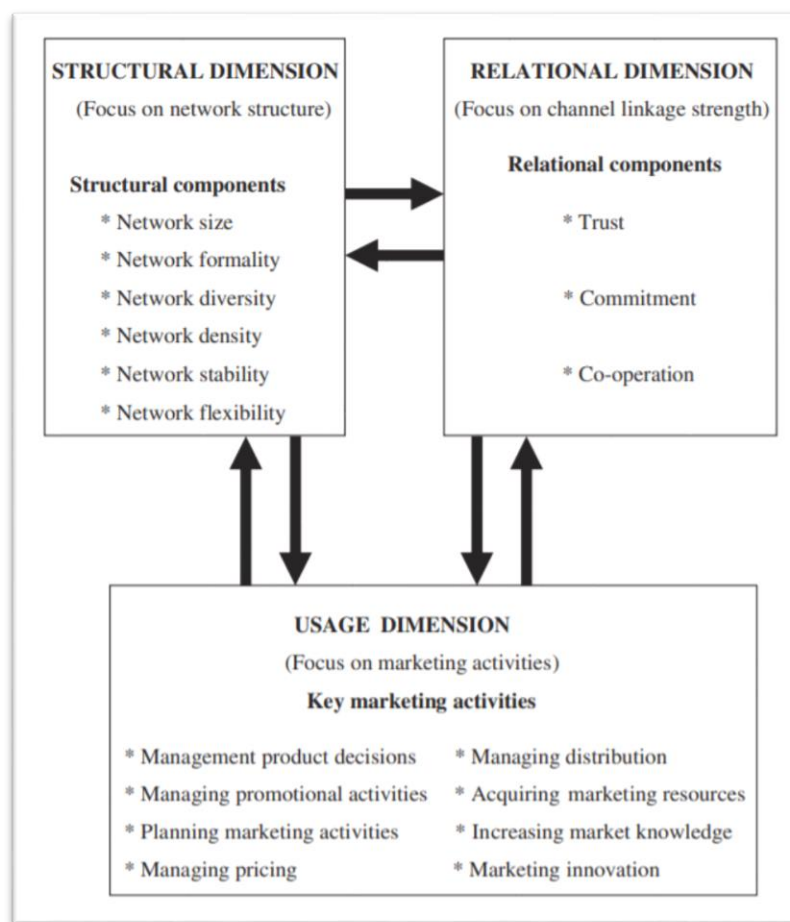 STRUCTURAL DIMENSION
(Focus on network structure)
Structural components
* Network size
* Network formality
* Network diversity
* Network density
* Network stability
* Network flexibility
RELATIONAL DIMENSION
(Focus on channel linkage strength)
Relational components
* Trust
* Commitment
* Co-operation
USAGE DIMENSION
(Focus on marketing activities)
Key marketing activities
* Management product decisions
* Managing promotional activities
* Planning marketing activities
* Managing pricing
* Managing distribution
* Acquiring marketing resources
* Increasing market knowledge
* Marketing innovation